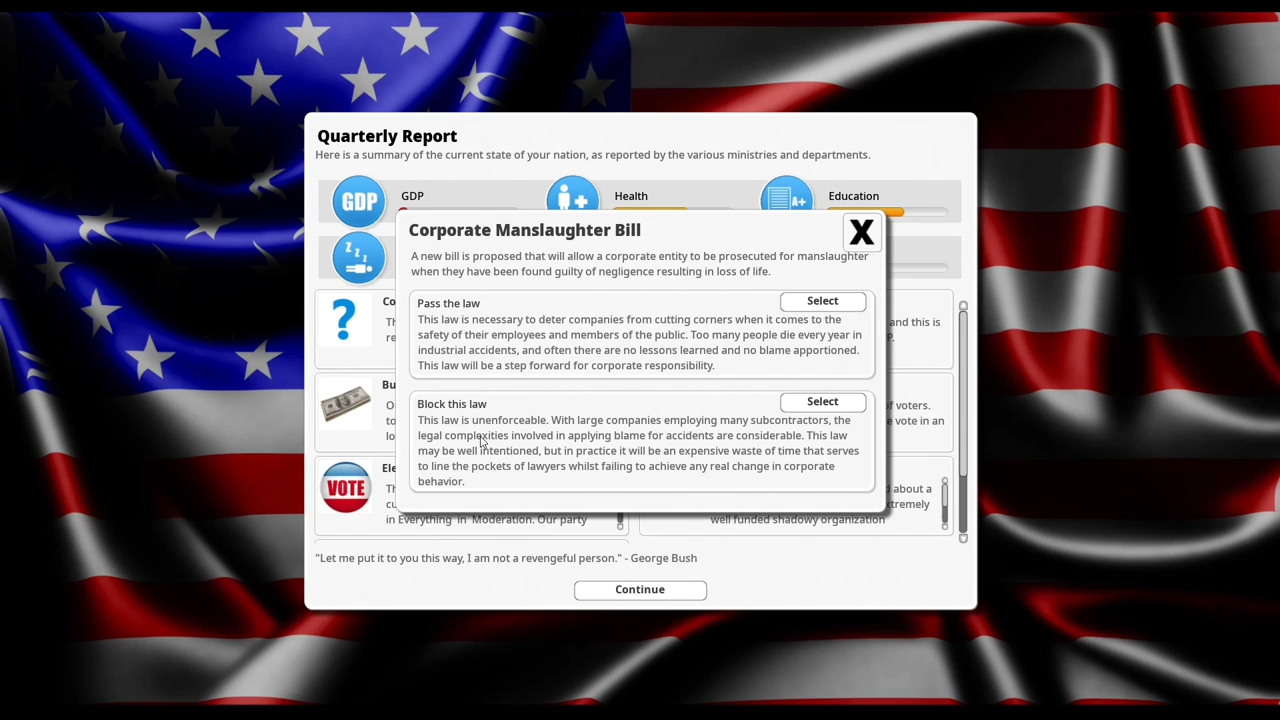 Quarterly Report
Here is a summary of the current state of your nation, as reported by the various ministries and departments.
GDP
GDP
Health
A+
Education
z z z
Corporate Manslaughter Bill
X
A new bill is proposed that will allow a corporate entity to be prosecuted for manslaughter
when they have been found guilty of negligence resulting in loss of life.
Pass the law
Select
This law is necessary to deter companies from cutting corners when it comes to the
safety of their employees and members of the public. Too many people die every year in
industrial accidents, and often there are no lessons learned and no blame apportioned.
This law will be a step forward for corporate responsibility.
Block this law
Select
This law is unenforceable. With large companies employing many subcontractors, the
legal complexities involved in applying blame for accidents are considerable. This law
may be well intentioned, but in practice it will be an expensive waste of time that serves
to line the pockets of lawyers whilst failing to achieve any real change in corporate
behavior.
?
and this is
of voters.
vote in an
VOTE
about a
in Everything in Moderation. Our party
well funded shadowy organization
"Let me put it to you this way, I am not a revengeful person." - George Bush
Continue